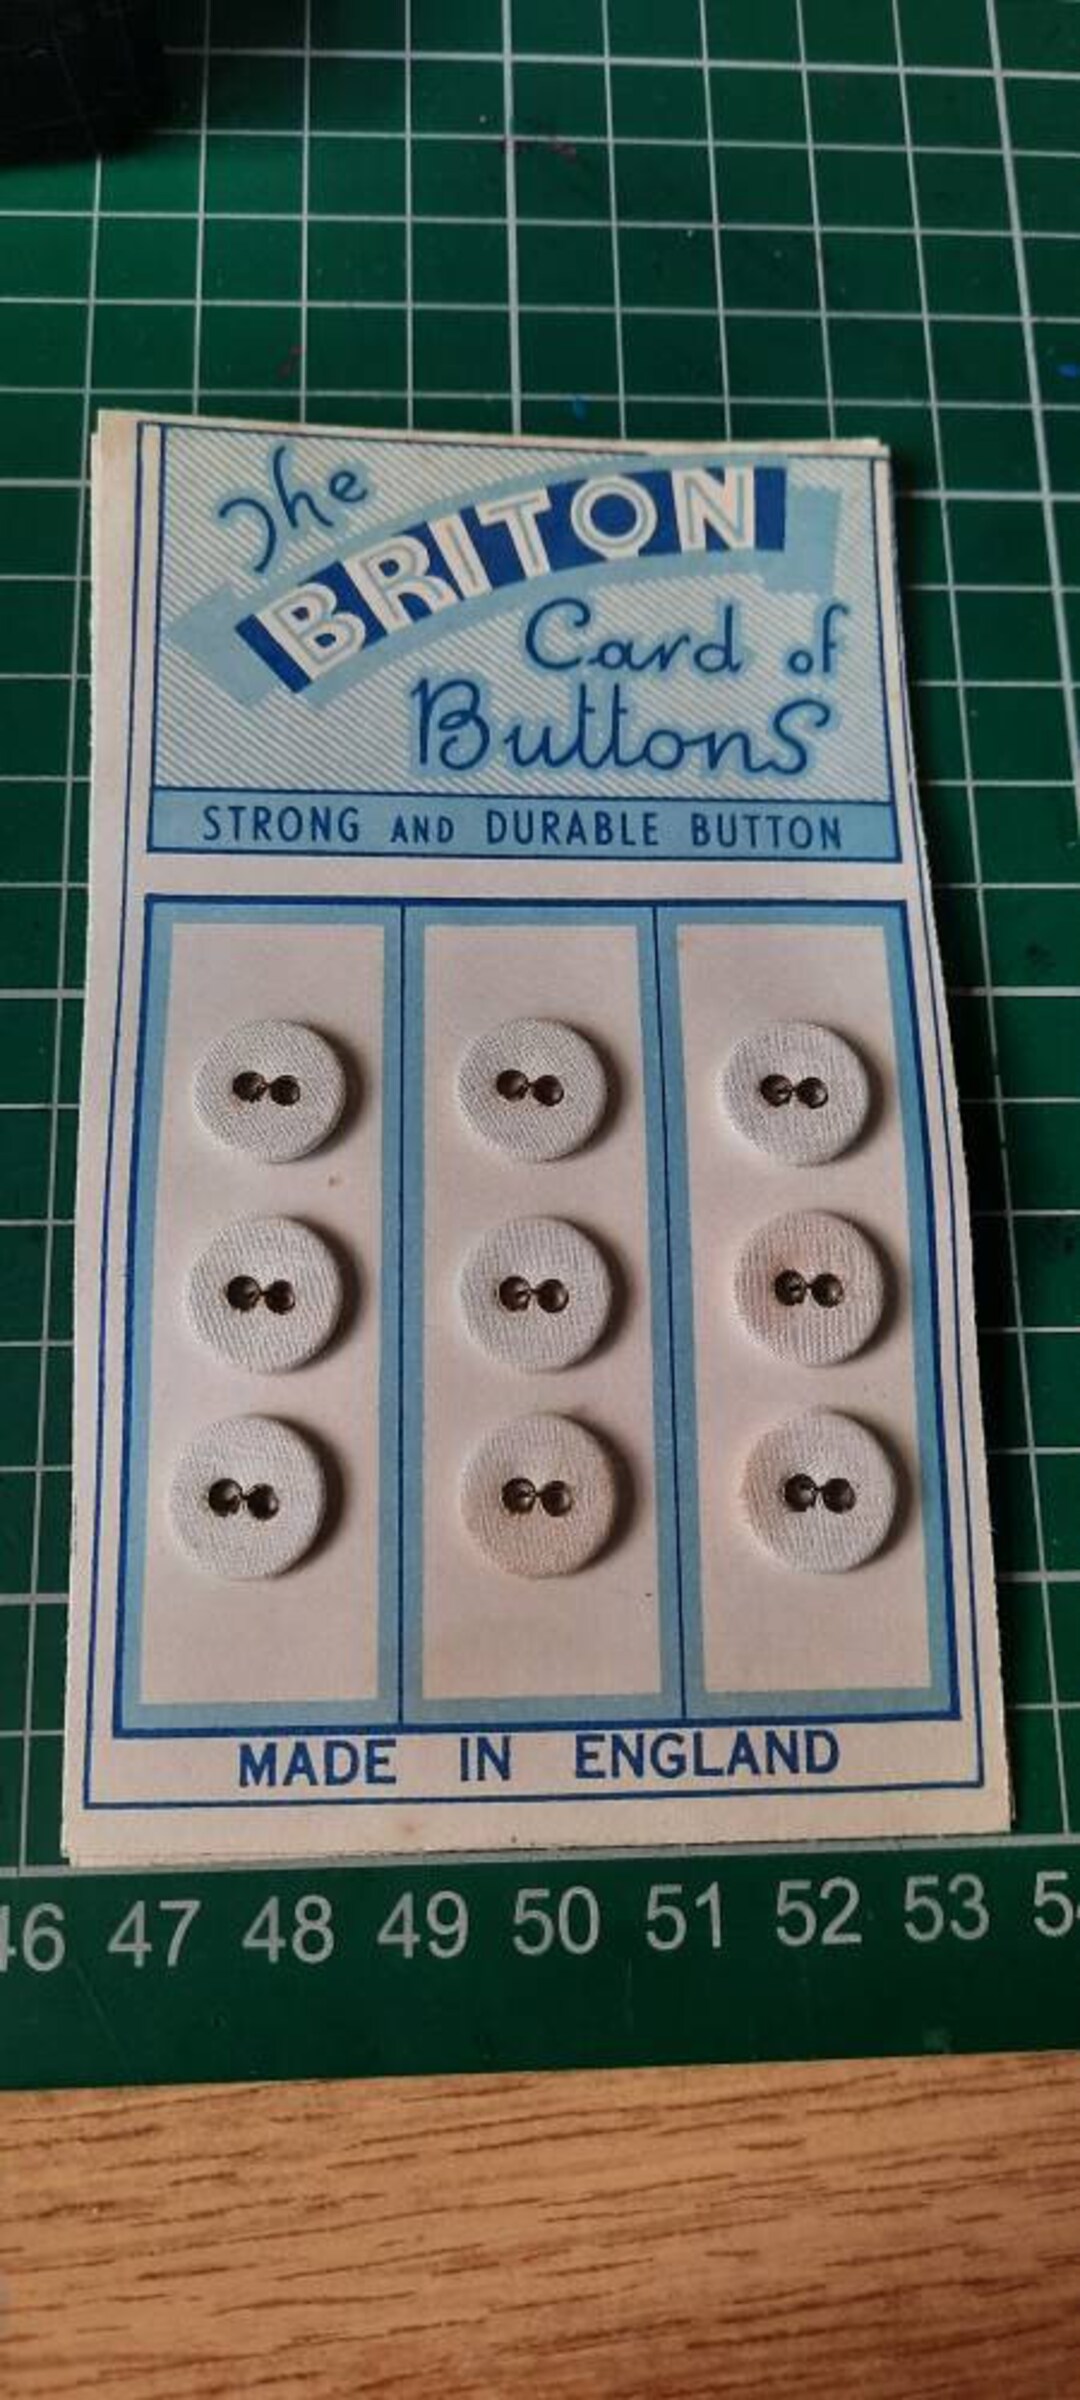 The
BRITON
Card of
Buttons
STRONG AND DURABLE BUTTON
MADE IN ENGLAND
46 47 48 49 50 51 52 53